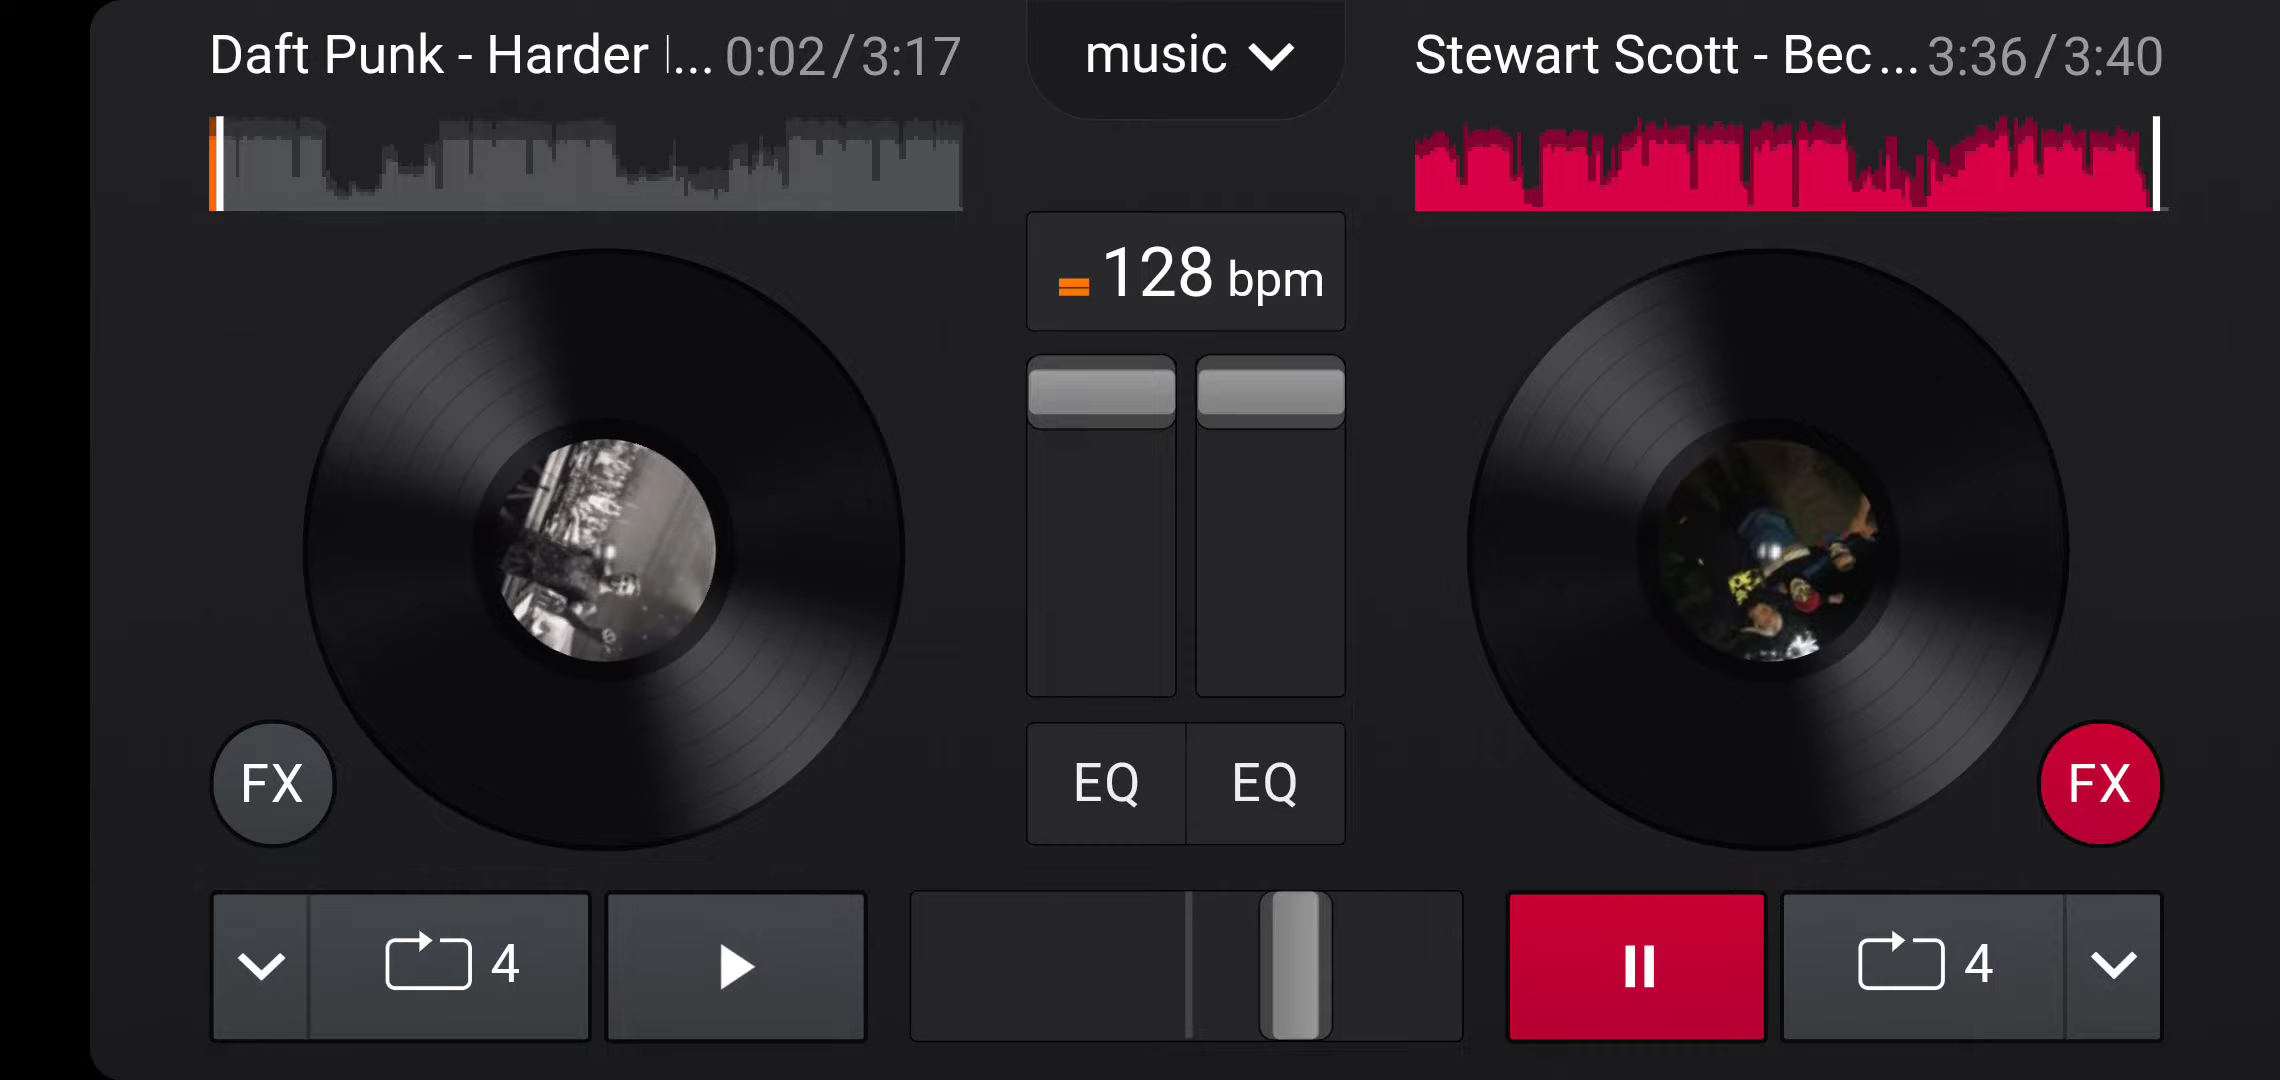 Daft Punk - Harder ... 0:02/3:17
music
Stewart Scott - Bec... 3:36/3:40
128 bpm
EQ EQ
FX
FX
4
4